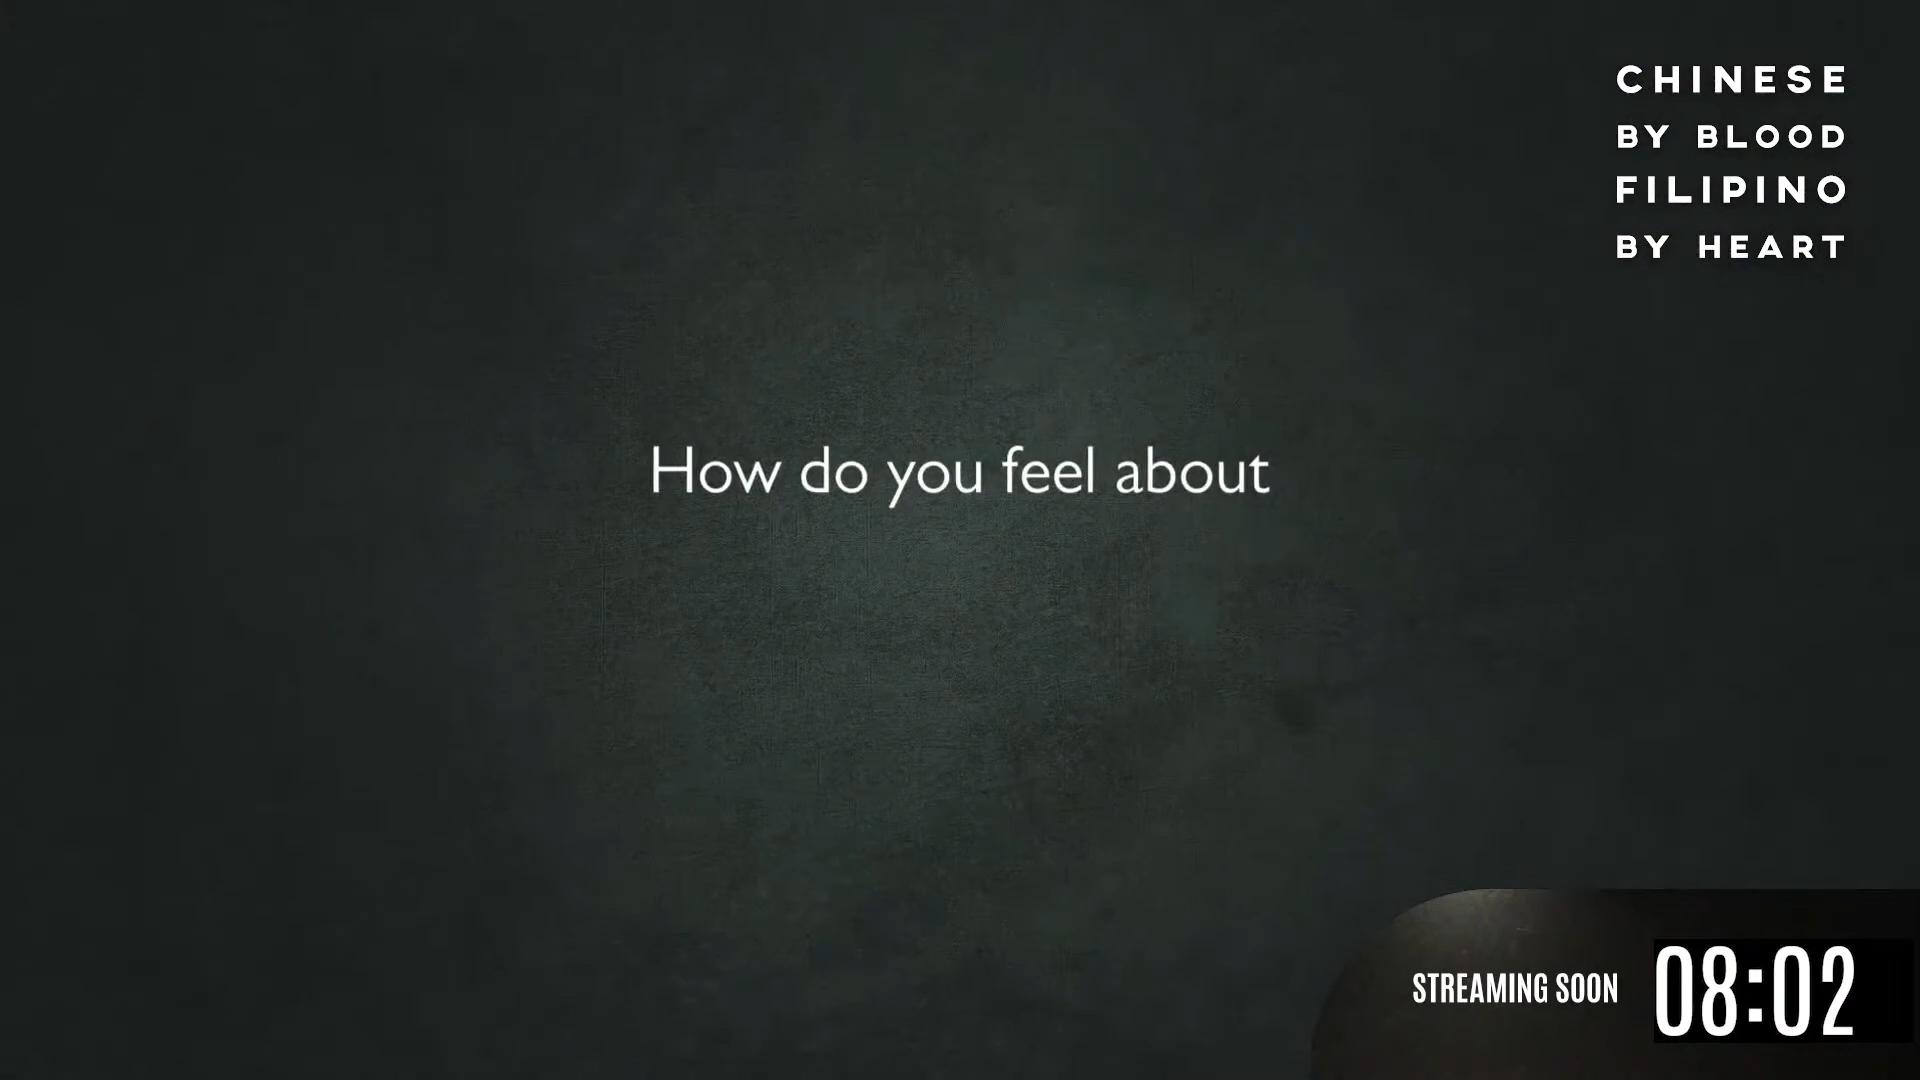 CHINESE
BY BLOOD
FILIPINO
BY HEART
How do you feel about
STREAMING SOON
08:02